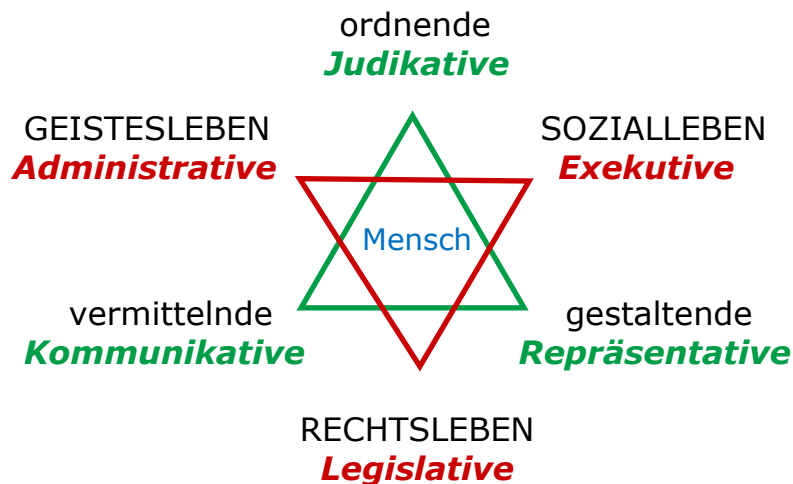 ordnende
Judikative
GEISTESLEBEN
Administrative
SOZIALLEBEN
Exekutive
Mensch
vermittelnde
Kommunikative
gestaltende
Repräsentative
RECHTSLEBEN
Legislative